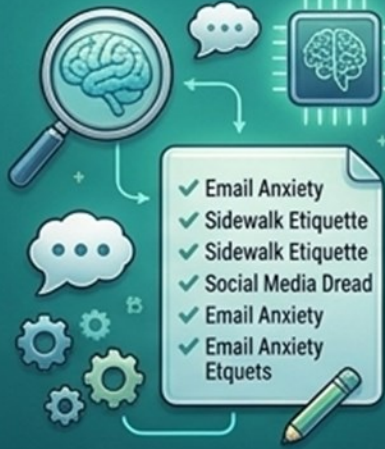 Email Anxiety
Sidewalk Etiquette
Sidewalk Etiquette
Social Media Dread
Email Anxiety
Email Anxiety
Etquets